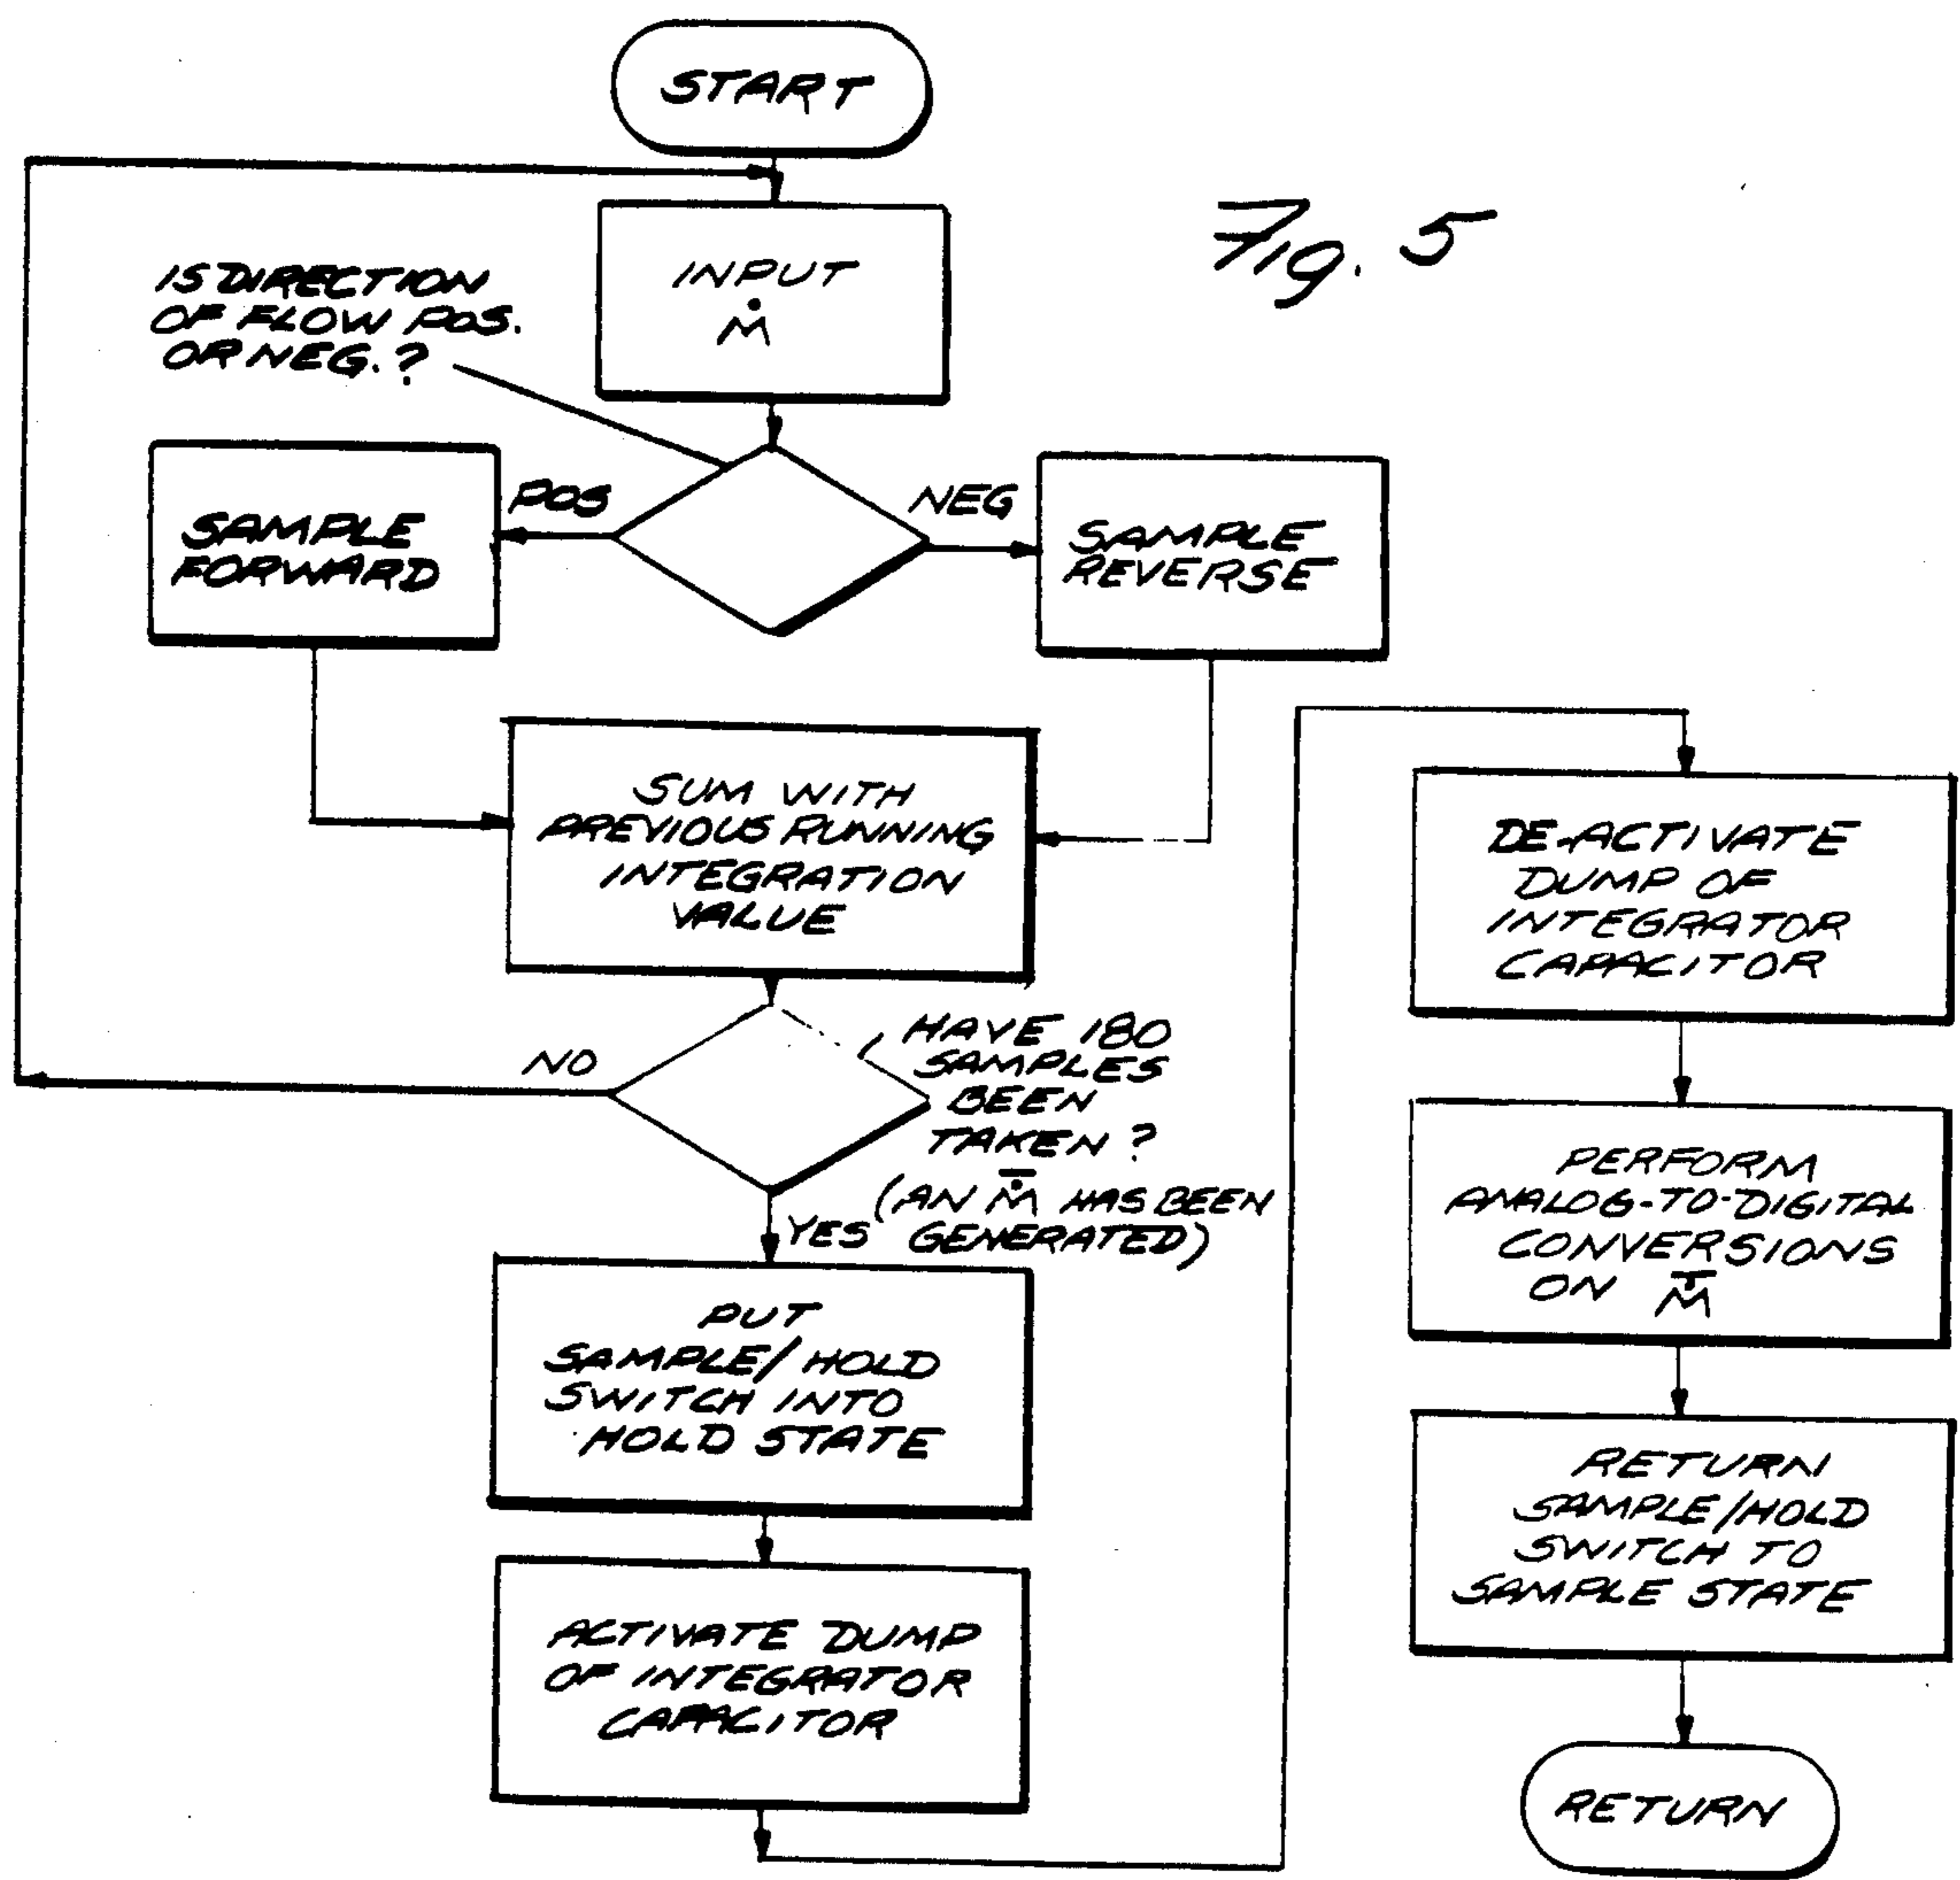 START
Fig. 5
INPUT
Ṁ
IS DIRECTION
OF FLOW POS.
OR NEG.?
POS
NEG
SAMPLE
FORWARD
SAMPLE
REVERSE
SUM WITH
PREVIOUS RUNNING
INTEGRATION
VALUE
NO
HAVE 180
SAMPLES
BEEN
TAKEN?
(AN Ṁ̄ HAS BEEN
GENERATED)
YES
PUT
SAMPLE/HOLD
SWITCH INTO
HOLD STATE
ACTIVATE DUMP
OF INTEGRATOR
CAPACITOR
DE-ACTIVATE
DUMP OF
INTEGRATOR
CAPACITOR
PERFORM
ANALOG-TO-DIGITAL
CONVERSIONS
ON Ṁ̄
RETURN
SAMPLE/HOLD
SWITCH TO
SAMPLE STATE
RETURN